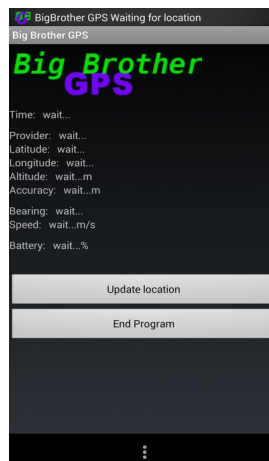 BigBrother GPS Waiting for location
Big Brother GPS
Big Brother
GPS
Time: wait...
Provider: wait...
Latitude: wait...
Longitude: wait...
Altitude: wait...m
Accuracy: wait...m
Bearing: wait...
Speed: wait...m/s
Battery: wait...%
Update location
End Program